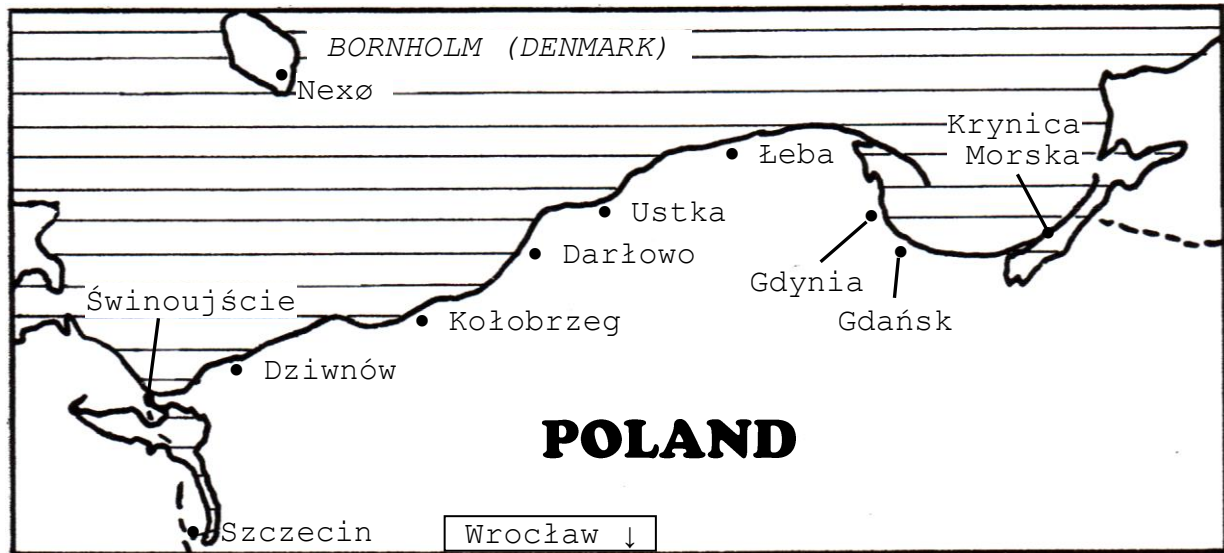 BORNHOLM (DENMARK)
Nexø
Krynica
Morska
Łeba
Ustka
Darłowo
Gdynia
Świnoujście
Gdańsk
Kołobrzeg
Dziwnów
POLAND
Szczecin
Wrocław ↓